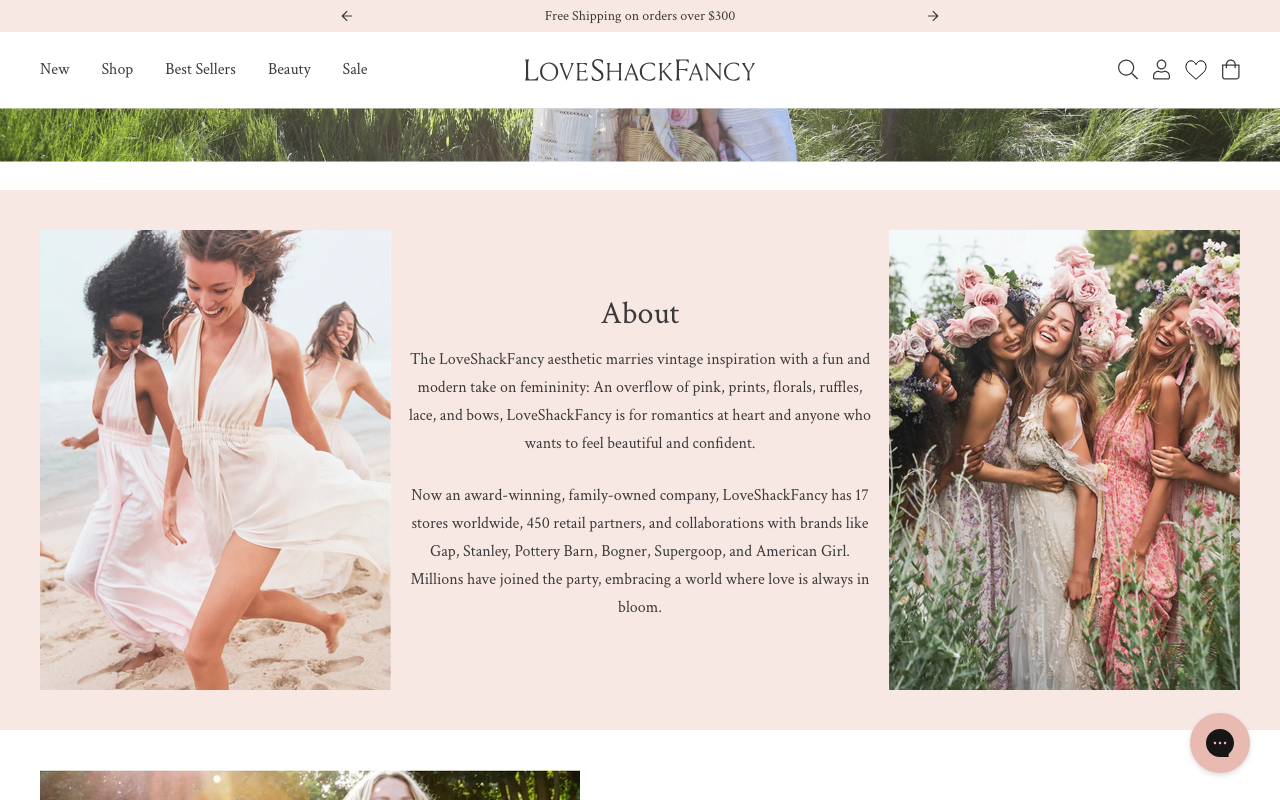 Free Shipping on orders over $300
New
Shop
Best Sellers
Beauty
Sale
LoveShackFancy
About
The LoveShackFancy aesthetic marries vintage inspiration with a fun and
modern take on femininity: An overflow of pink, prints, florals, ruffles,
lace, and bows, LoveShackFancy is for romantics at heart and anyone who
wants to feel beautiful and confident.
Now an award-winning, family-owned company, LoveShackFancy has 17
stores worldwide, 450 retail partners, and collaborations with brands like
Gap, Stanley, Pottery Barn, Bogner, Supergoop, and American Girl.
Millions have joined the party, embracing a world where love is always in
bloom.